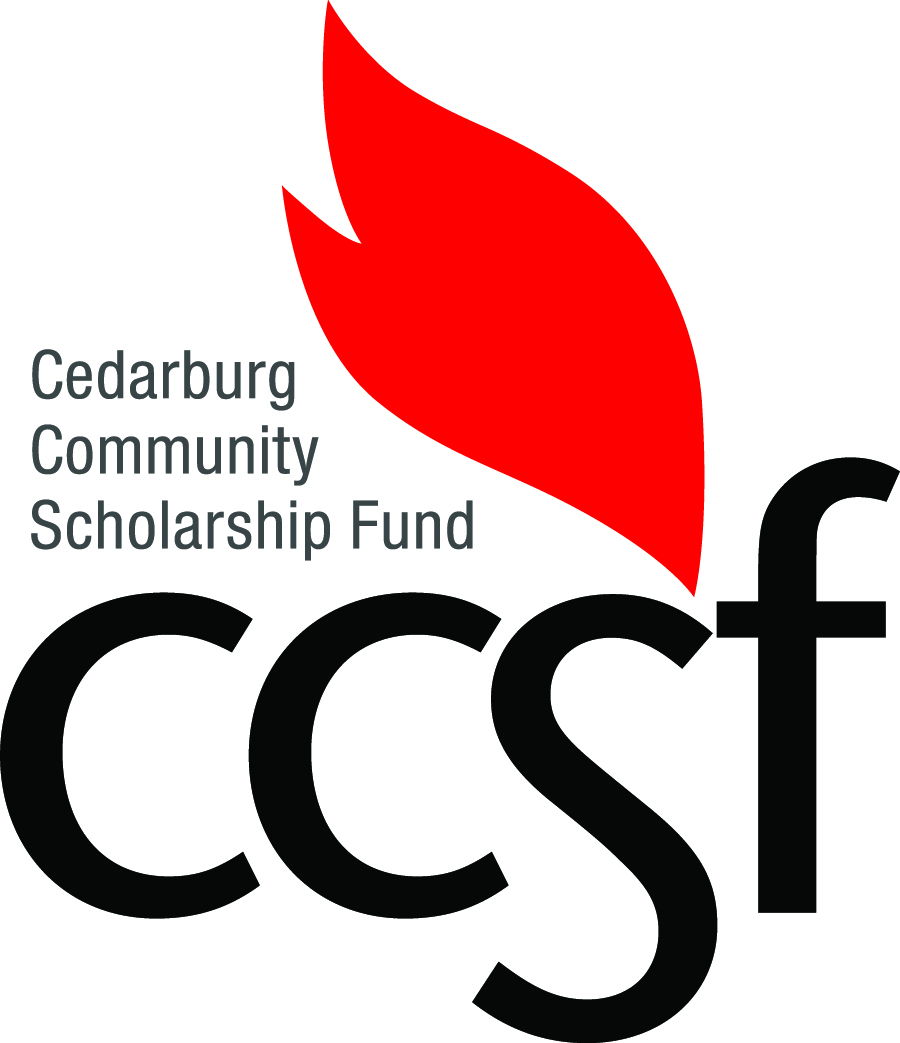 Cedarburg
Community
Scholarship Fund
ccsf